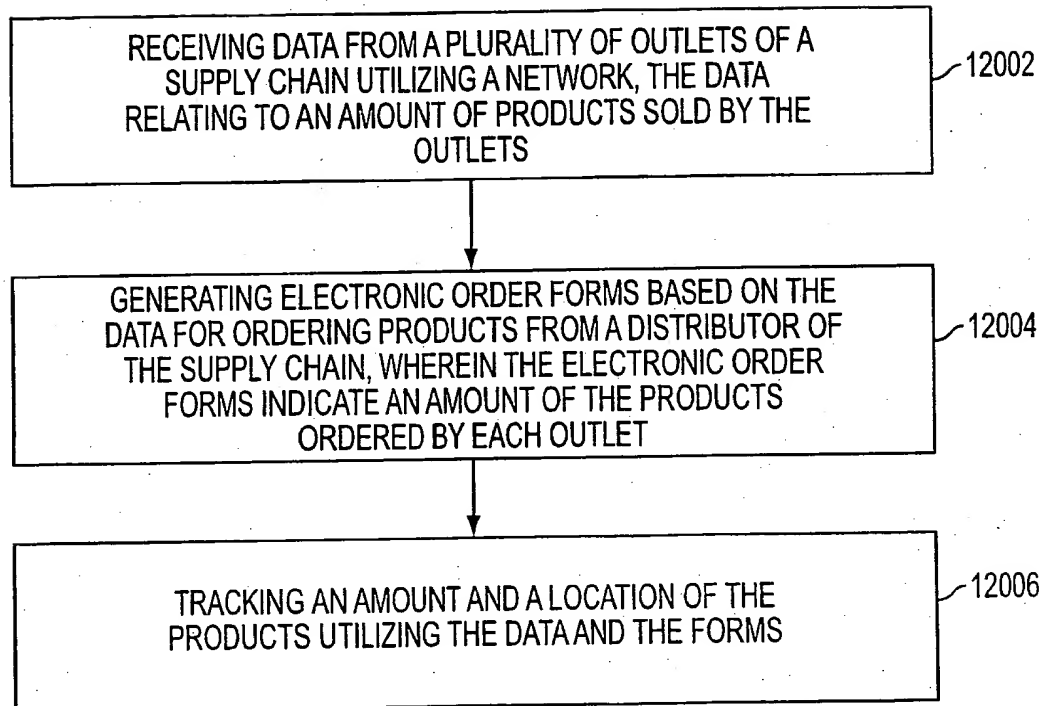 RECEIVING DATA FROM A PLURALITY OF OUTLETS OF A
SUPPLY CHAIN UTILIZING A NETWORK, THE DATA
RELATING TO AN AMOUNT OF PRODUCTS SOLD BY THE
OUTLETS
12002
GENERATING ELECTRONIC ORDER FORMS BASED ON THE
DATA FOR ORDERING PRODUCTS FROM A DISTRIBUTOR OF
THE SUPPLY CHAIN, WHEREIN THE ELECTRONIC ORDER
FORMS INDICATE AN AMOUNT OF THE PRODUCTS
ORDERED BY EACH OUTLET
12004
TRACKING AN AMOUNT AND A LOCATION OF THE
PRODUCTS UTILIZING THE DATA AND THE FORMS
12006